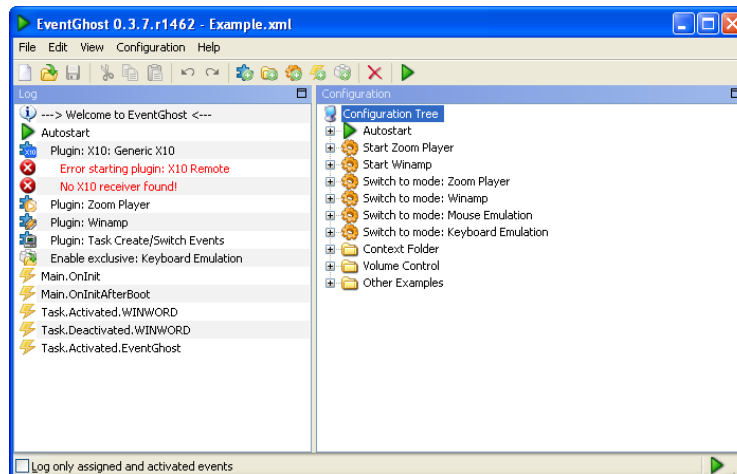 EventGhost 0.3.7.r1462 - Example.xml
File Edit View Configuration Help
Log
---> Welcome to EventGhost <---
Autostart
Plugin: X10: Generic X10
Error starting plugin: X10 Remote
No X10 receiver found!
Plugin: Zoom Player
Plugin: Winamp
Plugin: Task Create/Switch Events
Enable exclusive: Keyboard Emulation
Main.OnInit
Main.OnInitAfterBoot
Task.Activated.WINWORD
Task.Deactivated.WINWORD
Task.Activated.EventGhost
Log only assigned and activated events
Configuration
Configuration Tree
Autostart
Start Zoom Player
Start Winamp
Switch to mode: Zoom Player
Switch to mode: Winamp
Switch to mode: Mouse Emulation
Switch to mode: Keyboard Emulation
Context Folder
Volume Control
Other Examples